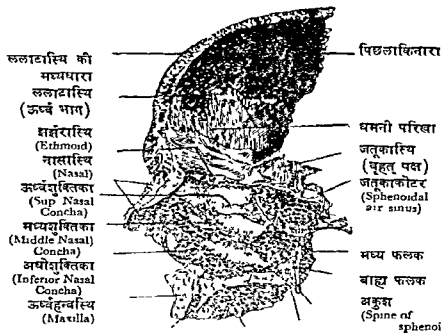 ललाटास्थि की
मध्यधारा
ललाटास्थि
(ऊर्ध्व भाग)
झर्झरास्थि
(Ethmoid)
नासास्थि
(Nasal)
ऊर्ध्वशुक्तिका
(Sup Nasal
Concha)
मध्यशुक्तिका
(Middle Nasal)
Concha)
अधोशुक्तिका
(Inferior Nasal
Concha)
ऊर्ध्वहन्वस्थि
(Maxilla)
पिछलाकिनारा
धमनी परिखा
जतूकास्थि
(बृहत् पक्ष)
जतूकाकोटर
(Sphenoidal
air sinus)
मध्य फलक
बाह्य फलक
अंकुश
(Spine of
sphenoi